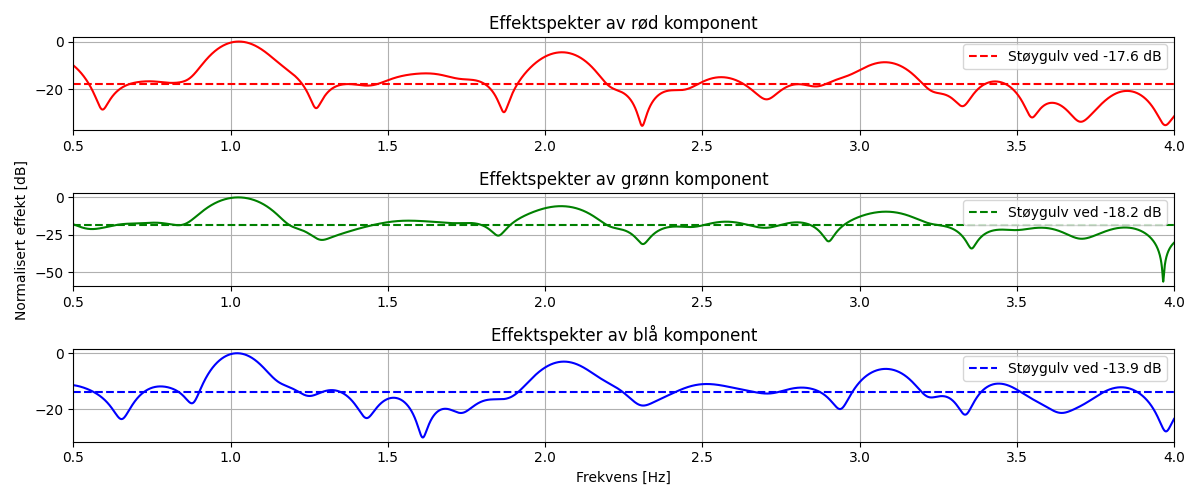 Effektspekter av rød komponent
0
−20
Støygulv ved -17.6 dB
0.5 1.0 1.5 2.0 2.5 3.0 3.5 4.0
Effektspekter av grønn komponent
Normalisert effekt [dB]
0
−25
−50
Støygulv ved -18.2 dB
0.5 1.0 1.5 2.0 2.5 3.0 3.5 4.0
Effektspekter av blå komponent
0
−20
Støygulv ved -13.9 dB
0.5 1.0 1.5 2.0 2.5 3.0 3.5 4.0
Frekvens [Hz]